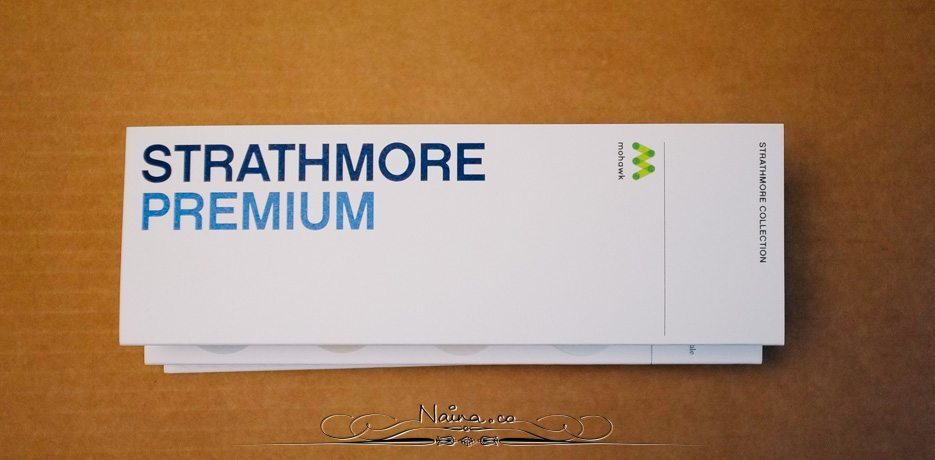 STRATHMORE
PREMIUM
mohawk
STRATHMORE COLLECTION
Naina.co